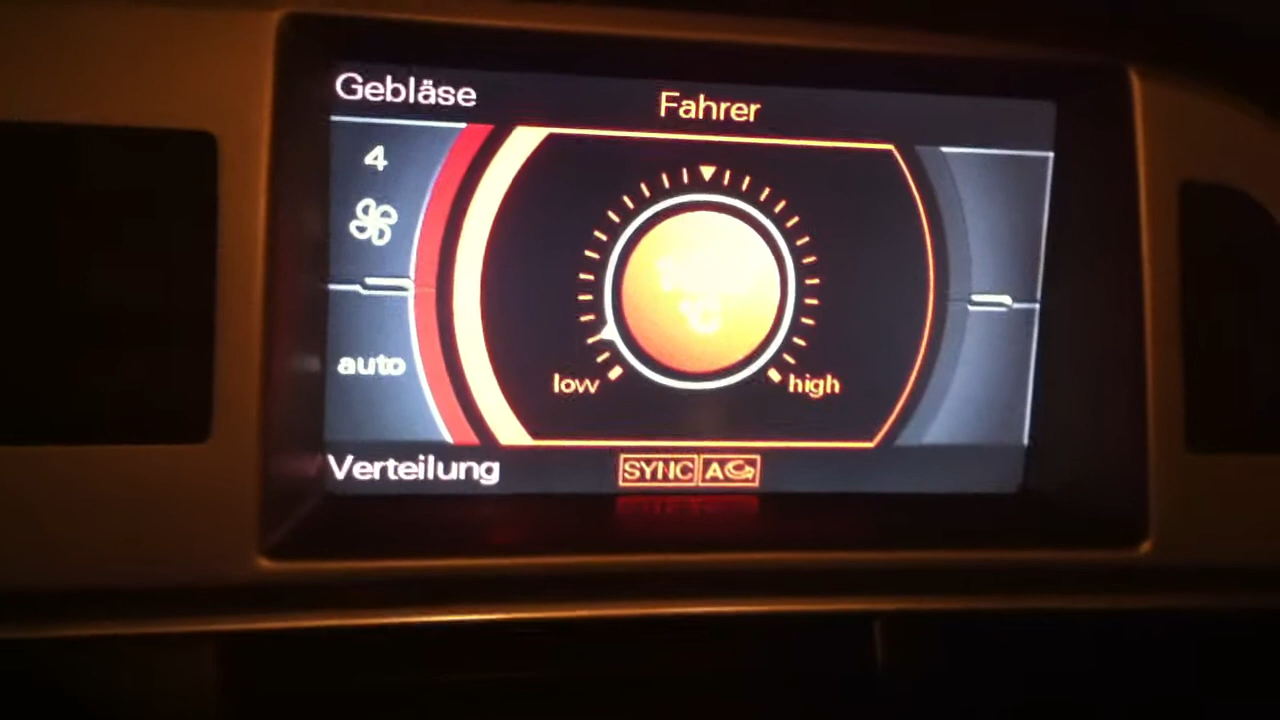 Gebläse
Fahrer
4
auto
°C
low
high
Verteilung
SYNC A